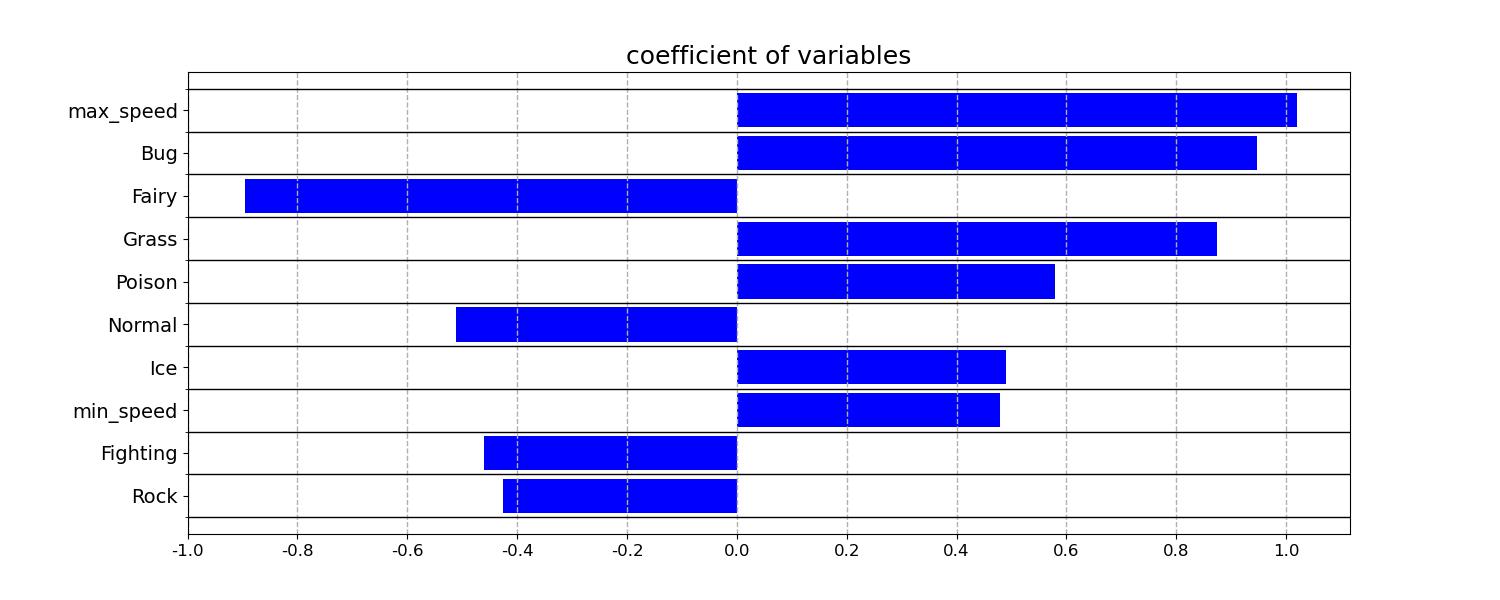 coefficient of variables
max_speed
Bug
Fairy
Grass
Poison
Normal
Ice
min_speed
Fighting
Rock
-1.0 -0.8 -0.6 -0.4 -0.2 0.0 0.2 0.4 0.6 0.8 1.0